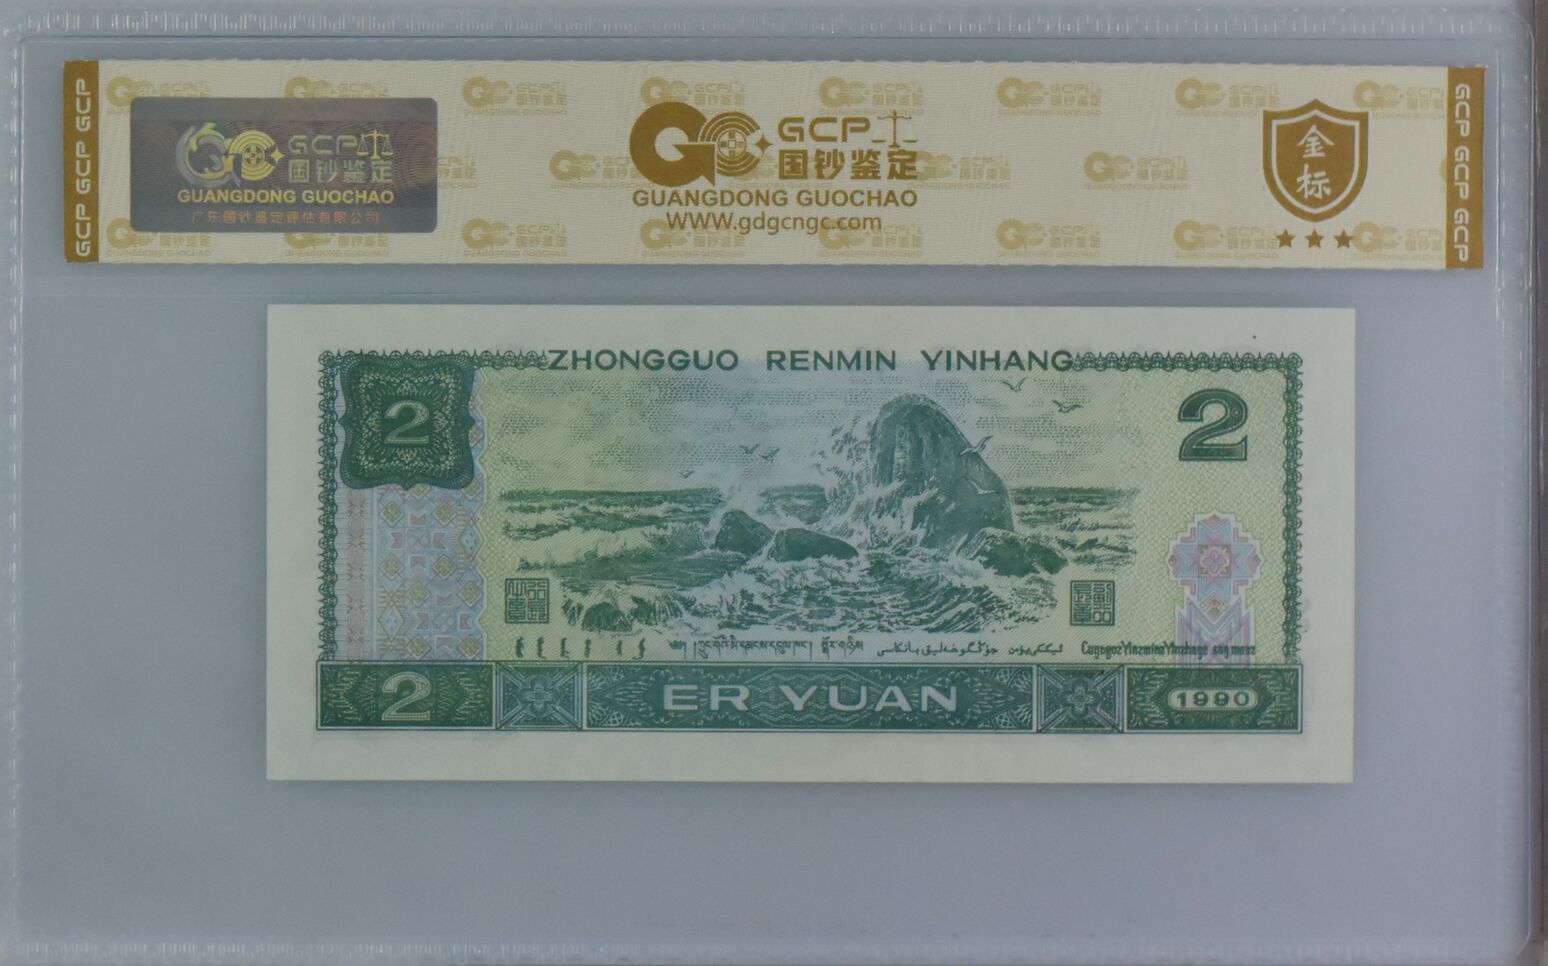 GCP GCP GCP
GCP
国钞鉴定
GUANGDONG GUOCHAO
广东国钞鉴定评估有限公司
GCP
国钞鉴定
GUANGDONG GUOCHAO
WWW.gdgcngc.com
金标
GCP GCP GCP
ZHONGGUO RENMIN YINHANG
2
2
2
ER YUAN
1990